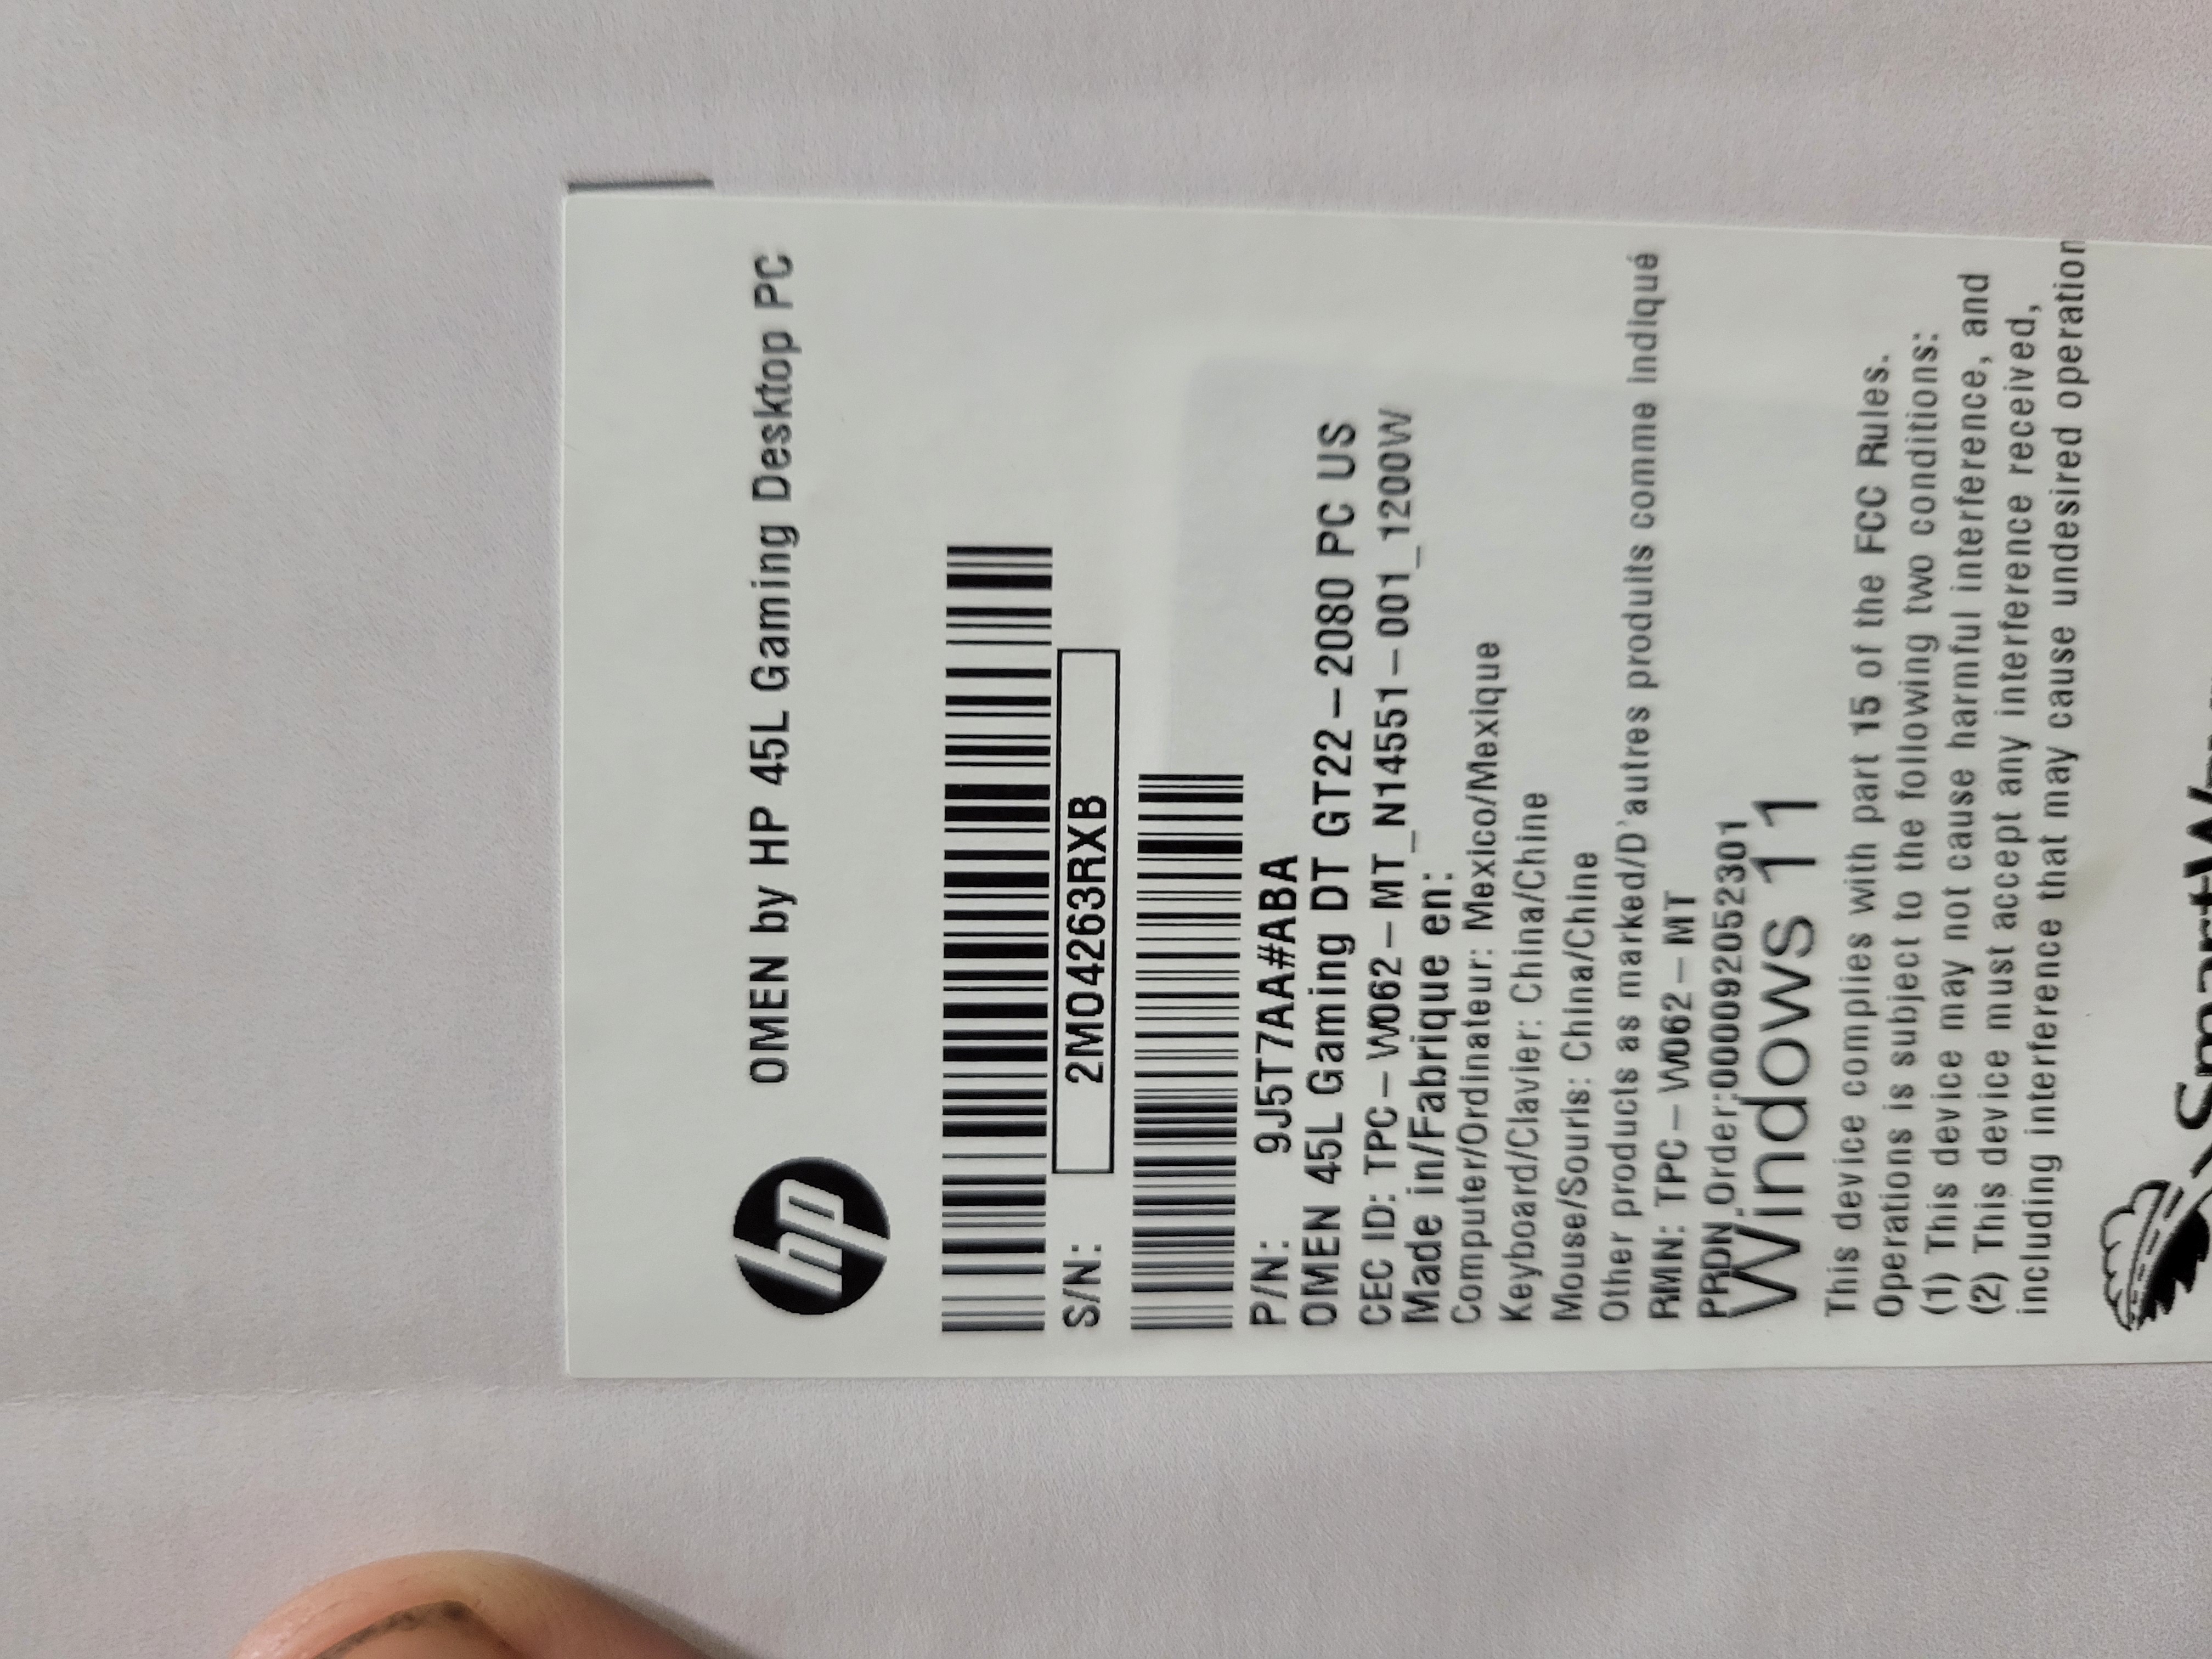 hp
OMEN by HP 45L Gaming Desktop PC
S/N: 2MO4263RXB
P/N: 9J5T7AA#ABA
OMEN 45L Gaming DT GT22-2080 PC US
CEC ID: TPC-W062-MT_N14551-001_1200W
Made in/Fabrique en:
Computer/Ordinateur: Mexico/Mexique
Keyboard/Clavier: China/Chine
Mouse/Souris: China/Chine
Other products as marked/D'autres produits comme indiqué
RMN: TPC-W062-MT
PRDN_Order:000092052301
Windows 11
This device complies with part 15 of the FCC Rules.
Operations is subject to the following two conditions:
(1) This device may not cause harmful interference, and
(2) This device must accept any interference received,
including interference that may cause undesired operation